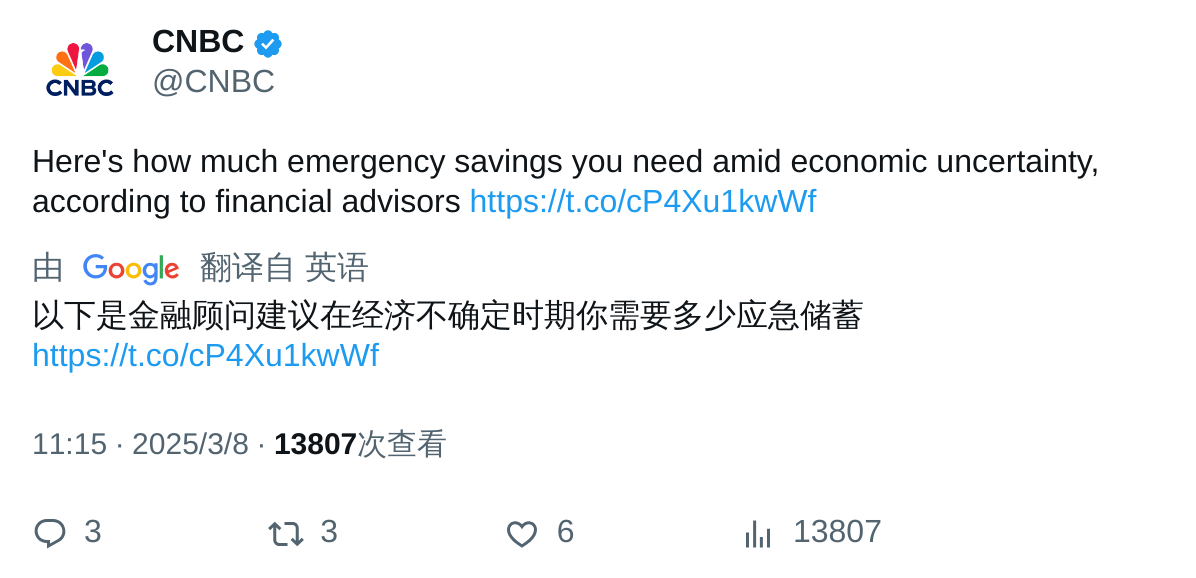 CNBC
CNBC
@CNBC
Here's how much emergency savings you need amid economic uncertainty,
according to financial advisors https://t.co/cP4Xu1kwWf
由 Google 翻译自 英语
以下是金融顾问建议在经济不确定时期你需要多少应急储蓄
https://t.co/cP4Xu1kwWf
11:15 · 2025/3/8 · 13807次查看
3 3 6 13807